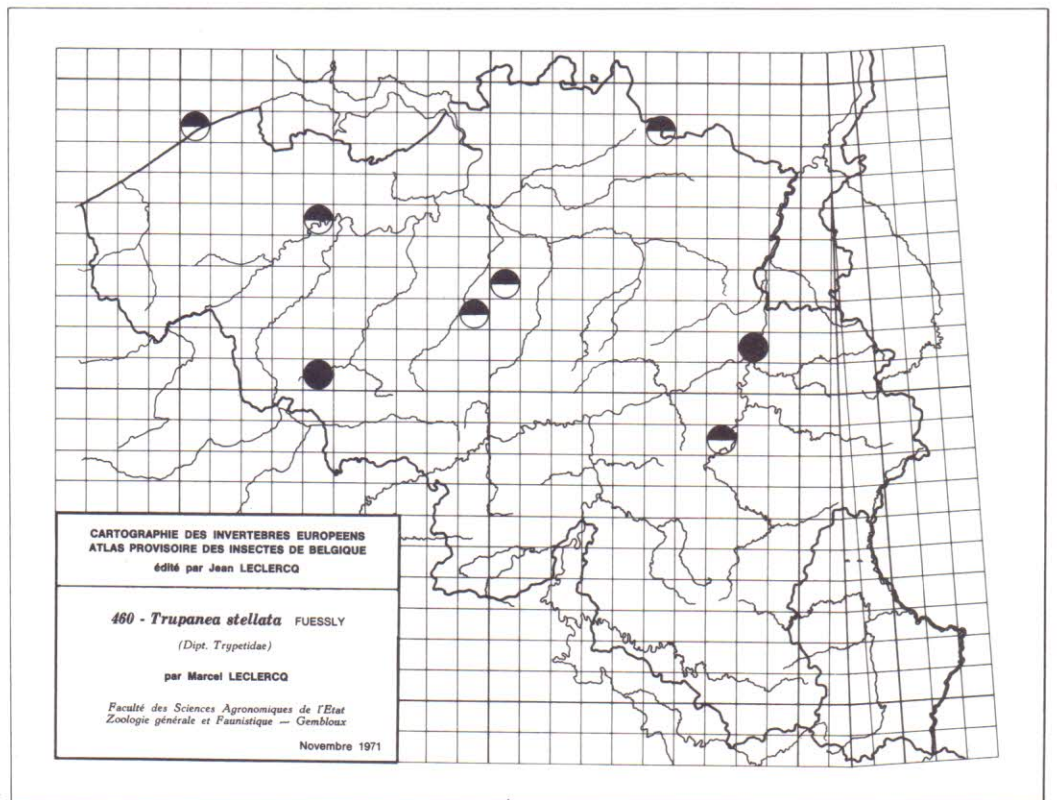 CARTOGRAPHIE DES INVERTEBRES EUROPEENS
ATLAS PROVISOIRE DES INSECTES DE BELGIQUE
édité par Jean LECLERCQ
460 - Trupanea stellata FUESSLY
(Dipt. Trypetidae)
par Marcel LECLERCQ
Faculté des Sciences Agronomiques de l'Etat
Zoologie générale et Faunistique — Gembloux
Novembre 1971